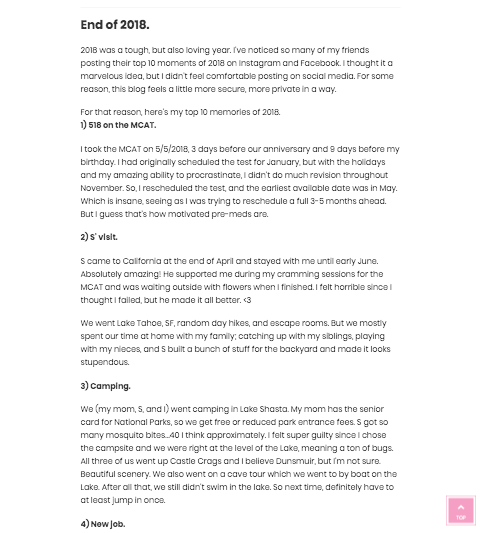 End of 2018.
2018 was a tough, but also loving year. I've noticed so many of my friends
posting their top 10 moments of 2018 on Instagram and Facebook. I thought it a
marvelous idea, but I didn't feel comfortable posting on social media. For some
reason, this blog feels a little more secure, more private in a way.
For that reason, here's my top 10 memories of 2018.
1) 518 on the MCAT.
I took the MCAT on 5/5/2018, 3 days before our anniversary and 9 days before my
birthday. I had originally scheduled the test for January, but with the holidays
and my amazing ability to procrastinate, I didn't do much revision throughout
November. So, I rescheduled the test, and the earliest available date was in May.
Which is insane, seeing as I was trying to reschedule a full 3-5 months ahead.
But I guess that's how motivated pre-meds are.
2) S' visit.
S came to California at the end of April and stayed with me until early June.
Absolutely amazing! He supported me during my cramming sessions for the
MCAT and was waiting outside with flowers when I finished. I felt horrible since I
thought I failed, but he made it all better. <3
We went Lake Tahoe, SF, random day hikes, and escape rooms. But we mostly
spent our time at home with my family; catching up with my siblings, playing
with my nieces, and S built a bunch of stuff for the backyard and made it looks
stupendous.
3) Camping.
We (my mom, S, and I) went camping in Lake Shasta. My mom has the senior
card for National Parks, so we get free or reduced park entrance fees. S got so
many mosquito bites...40 I think approximately. I felt super guilty since I chose
the campsite and we were right at the level of the Lake, meaning a ton of bugs.
All three of us went up Castle Crags and I believe Dunsmuir, but I'm not sure.
Beautiful scenery. We also went on a cave tour which we went to by boat on the
Lake. After all that, we still didn't swim in the lake. So next time, definitely have to
at least jump in once.
4) New job.
TOP